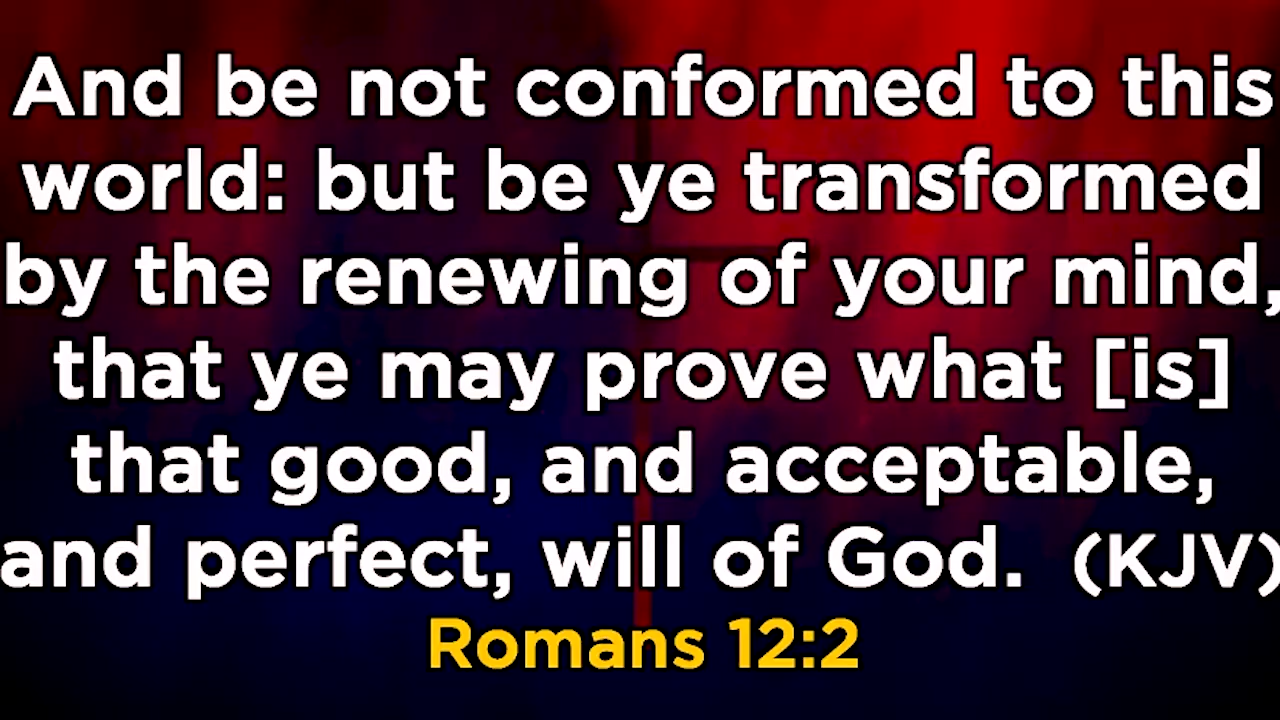 And be not conformed to this
world: but be ye transformed
by the renewing of your mind,
that ye may prove what [is]
that good, and acceptable,
and perfect, will of God.  (KJV)
Romans 12:2